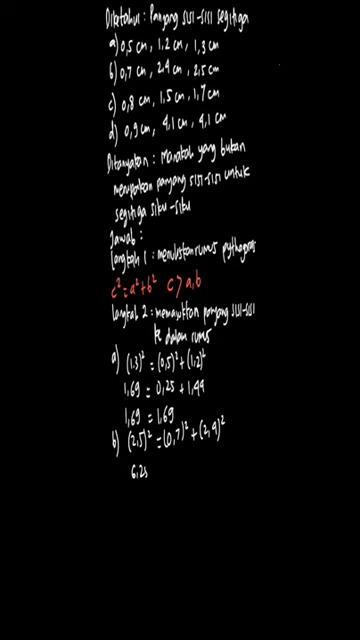 Diketahui : Panjang sisi-sisi segitiga
a) 0,5 cm , 1,2 cm , 1,3 cm
b) 0,7 cm , 2,4 cm , 2,5 cm
c) 0,8 cm , 1,5 cm , 1,7 cm
d) 0,9 cm , 4,1 cm , 4,1 cm
Ditanyakan : Manakah yang bukan
merupakan panjang sisi-sisi untuk
segitiga siku-siku
Jawab :
Langkah 1 : menuliskan rumus pythagoras
c² = a² + b² c > a,b
Langkah 2 : memasukkan panjang sisi-sisi
ke dalam rumus
a) (1,3)² = (0,5)² + (1,2)²
1,69 = 0,25 + 1,44
1,69 = 1,69
b) (2,5)² = (0,7)² + (2,4)²
6,25